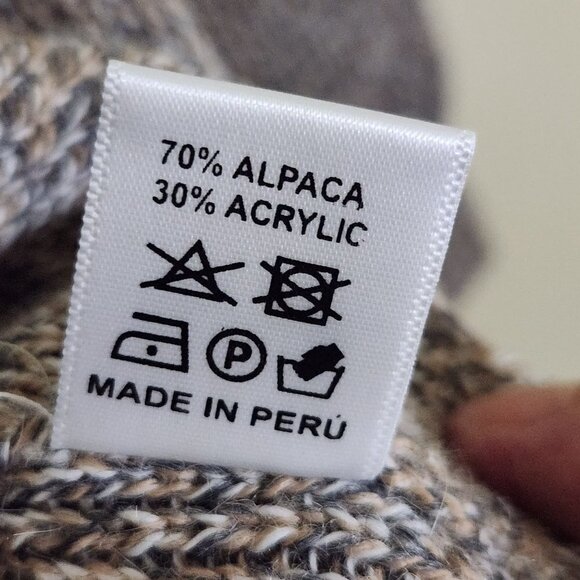 70% ALPACA
30% ACRYLIC
P
MADE IN PERÚ